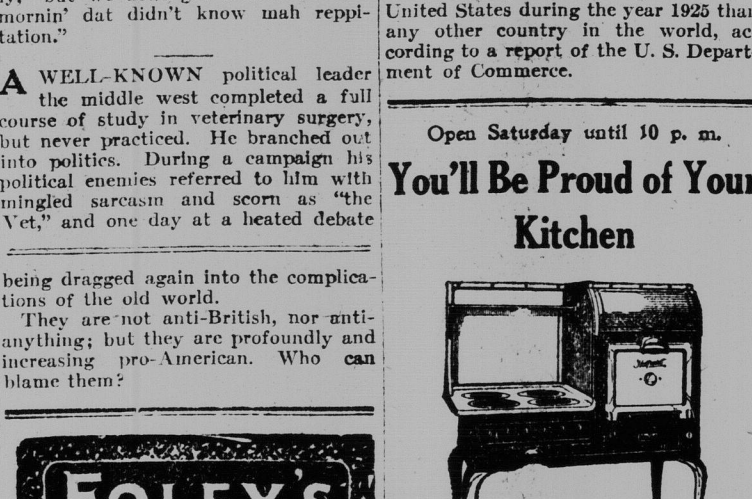 mornin' dat didn't know mah reppi-
tation."
A WELL-KNOWN political leader
the middle west completed a full
course of study in veterinary surgery,
but never practiced. He branched out
into politics. During a campaign his
political enemies referred to him with
mingled sarcasm and scorn as "the
Vet," and one day at a heated debate
being dragged again into the complica-
tions of the old world.
They are not anti-British, nor anti-
anything; but they are profoundly and
increasing pro-American. Who can
blame them?
FOLEY'S
United States during the year 1925 than
any other country in the world, ac
cording to a report of the U. S. Depart
ment of Commerce.
Open Saturday until 10 p. m.
You'll Be Proud of Your
Kitchen